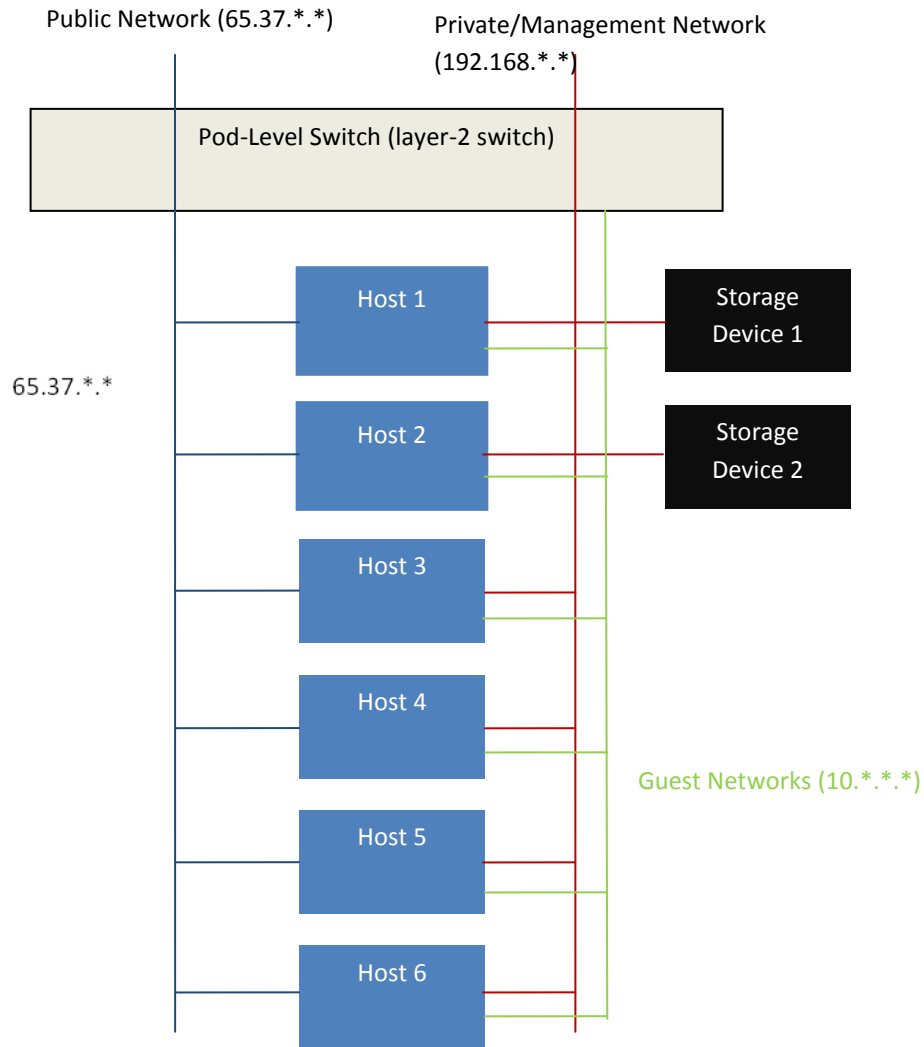 Public Network (65.37.*.*)
Private/Management Network
(192.168.*.*)
Pod-Level Switch (layer-2 switch)
Host 1
Storage
Device 1
65.37.*.*
Host 2
Storage
Device 2
Host 3
Host 4
Guest Networks (10.*.*.*)
Host 5
Host 6